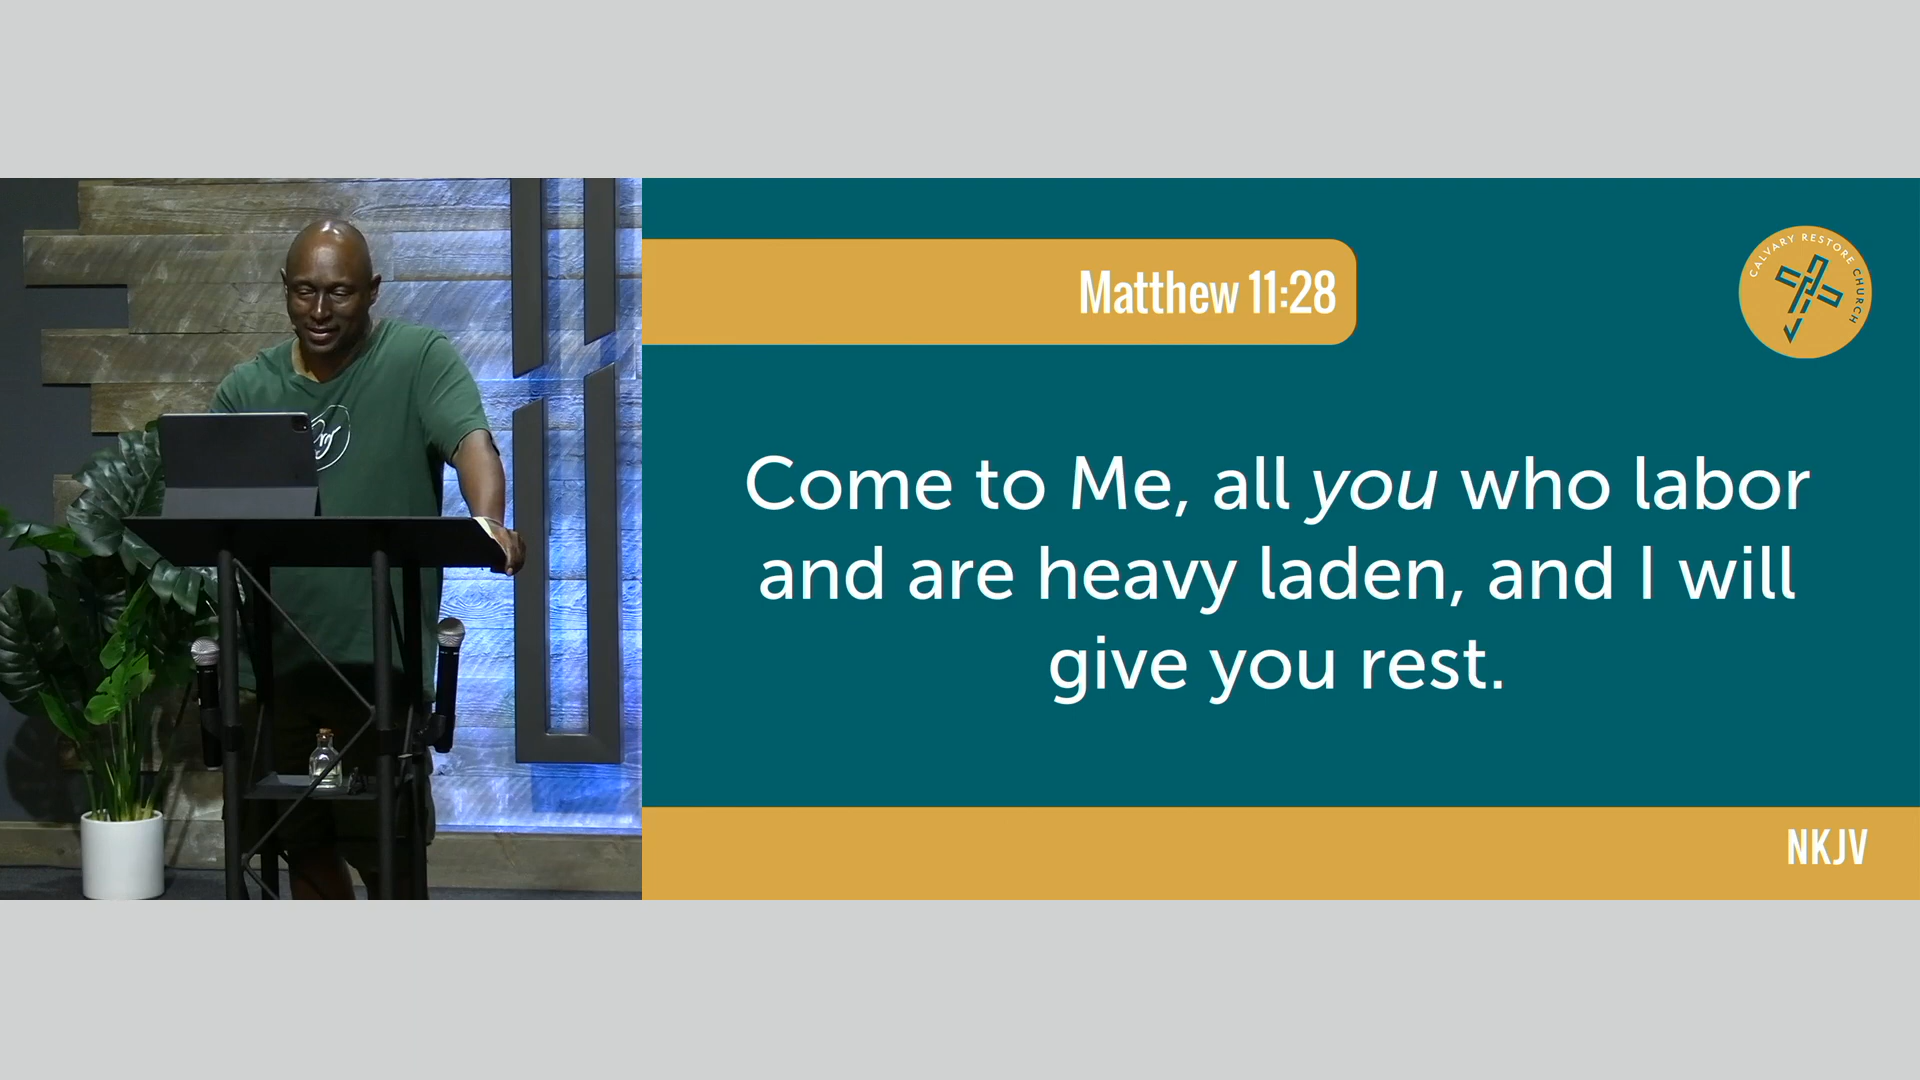 Matthew 11:28
CALVARY RESTORE CHURCH
Come to Me, all you who labor
and are heavy laden, and I will
give you rest.
NKJV